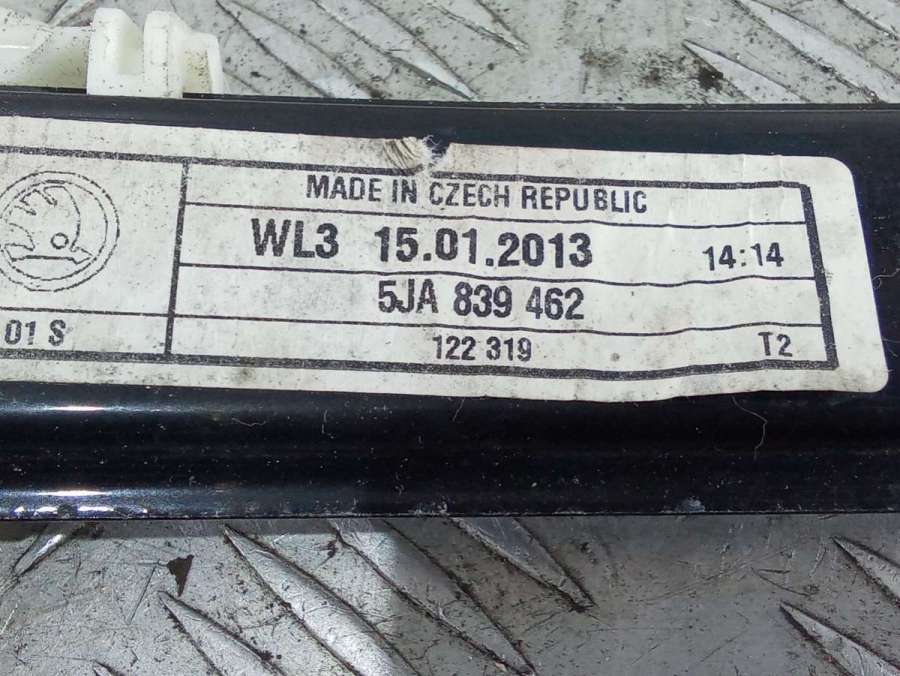 MADE IN CZECH REPUBLIC
WL3 15.01.2013 14:14
5JA 839 462
01 S
122 319 T2